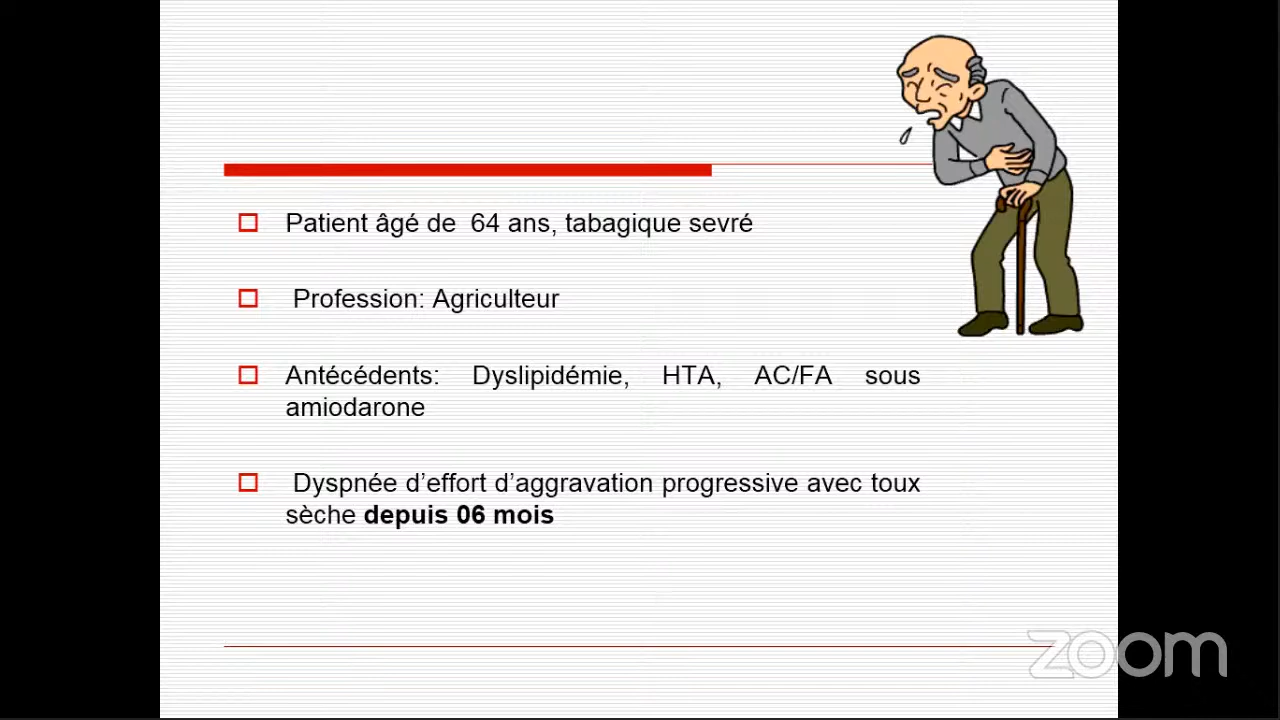 Patient âgé de 64 ans, tabagique sevré
Profession: Agriculteur
Antécédents: Dyslipidémie, HTA, AC/FA sous
amiodarone
Dyspnée d'effort d'aggravation progressive avec toux
sèche depuis 06 mois
zoom